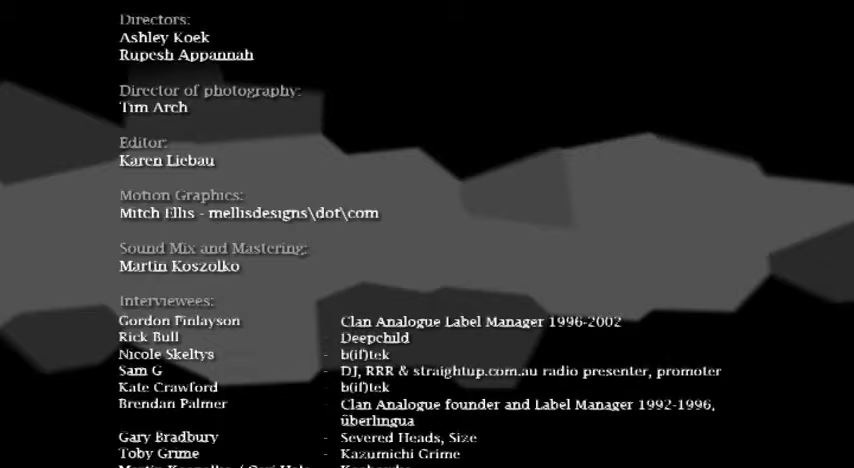 Directors:
Ashley Koek
Rupesh Appannah
Director of photography:
Tim Arch
Editor:
Karen Liebau
Motion Graphics:
Mitch Ellis - mellisdesigns\dot\com
Sound Mix and Mastering:
Martin Koszolko
Interviewees:
Gordon Finlayson - Clan Analogue Label Manager 1996-2002
Rick Bull - Deepchild
Nicole Skeltys - b(if)tek
Sam G - DJ, RRR & straightup.com.au radio presenter, promoter
Kate Crawford - b(if)tek
Brendan Palmer - Clan Analogue founder and Label Manager 1992-1996,
überlingua
Gary Bradbury - Severed Heads, Size
Toby Grime - Kazumichi Grime
Martin Koszolko /